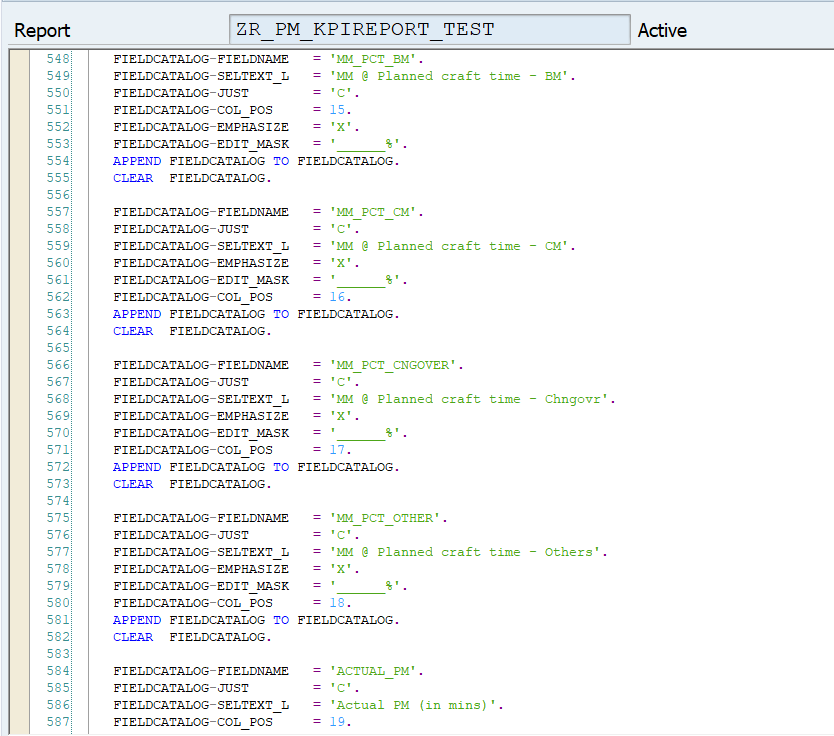 Report ZR_PM_KPIREPORT_TEST Active
548 FIELDCATALOG-FIELDNAME = 'MM_PCT_BM'.
549 FIELDCATALOG-SELTEXT_L = 'MM @ Planned craft time - BM'.
550 FIELDCATALOG-JUST = 'C'.
551 FIELDCATALOG-COL_POS = 15.
552 FIELDCATALOG-EMPHASIZE = 'X'.
553 FIELDCATALOG-EDIT_MASK = '______%'.
554 APPEND FIELDCATALOG TO FIELDCATALOG.
555 CLEAR FIELDCATALOG.
556
557 FIELDCATALOG-FIELDNAME = 'MM_PCT_CM'.
558 FIELDCATALOG-JUST = 'C'.
559 FIELDCATALOG-SELTEXT_L = 'MM @ Planned craft time - CM'.
560 FIELDCATALOG-EMPHASIZE = 'X'.
561 FIELDCATALOG-EDIT_MASK = '______%'.
562 FIELDCATALOG-COL_POS = 16.
563 APPEND FIELDCATALOG TO FIELDCATALOG.
564 CLEAR FIELDCATALOG.
565
566 FIELDCATALOG-FIELDNAME = 'MM_PCT_CNGOVER'.
567 FIELDCATALOG-JUST = 'C'.
568 FIELDCATALOG-SELTEXT_L = 'MM @ Planned craft time - Chngovr'.
569 FIELDCATALOG-EMPHASIZE = 'X'.
570 FIELDCATALOG-EDIT_MASK = '______%'.
571 FIELDCATALOG-COL_POS = 17.
572 APPEND FIELDCATALOG TO FIELDCATALOG.
573 CLEAR FIELDCATALOG.
574
575 FIELDCATALOG-FIELDNAME = 'MM_PCT_OTHER'.
576 FIELDCATALOG-JUST = 'C'.
577 FIELDCATALOG-SELTEXT_L = 'MM @ Planned craft time - Others'.
578 FIELDCATALOG-EMPHASIZE = 'X'.
579 FIELDCATALOG-EDIT_MASK = '______%'.
580 FIELDCATALOG-COL_POS = 18.
581 APPEND FIELDCATALOG TO FIELDCATALOG.
582 CLEAR FIELDCATALOG.
583
584 FIELDCATALOG-FIELDNAME = 'ACTUAL_PM'.
585 FIELDCATALOG-JUST = 'C'.
586 FIELDCATALOG-SELTEXT_L = 'Actual PM (in mins)'.
587 FIELDCATALOG-COL_POS = 19.